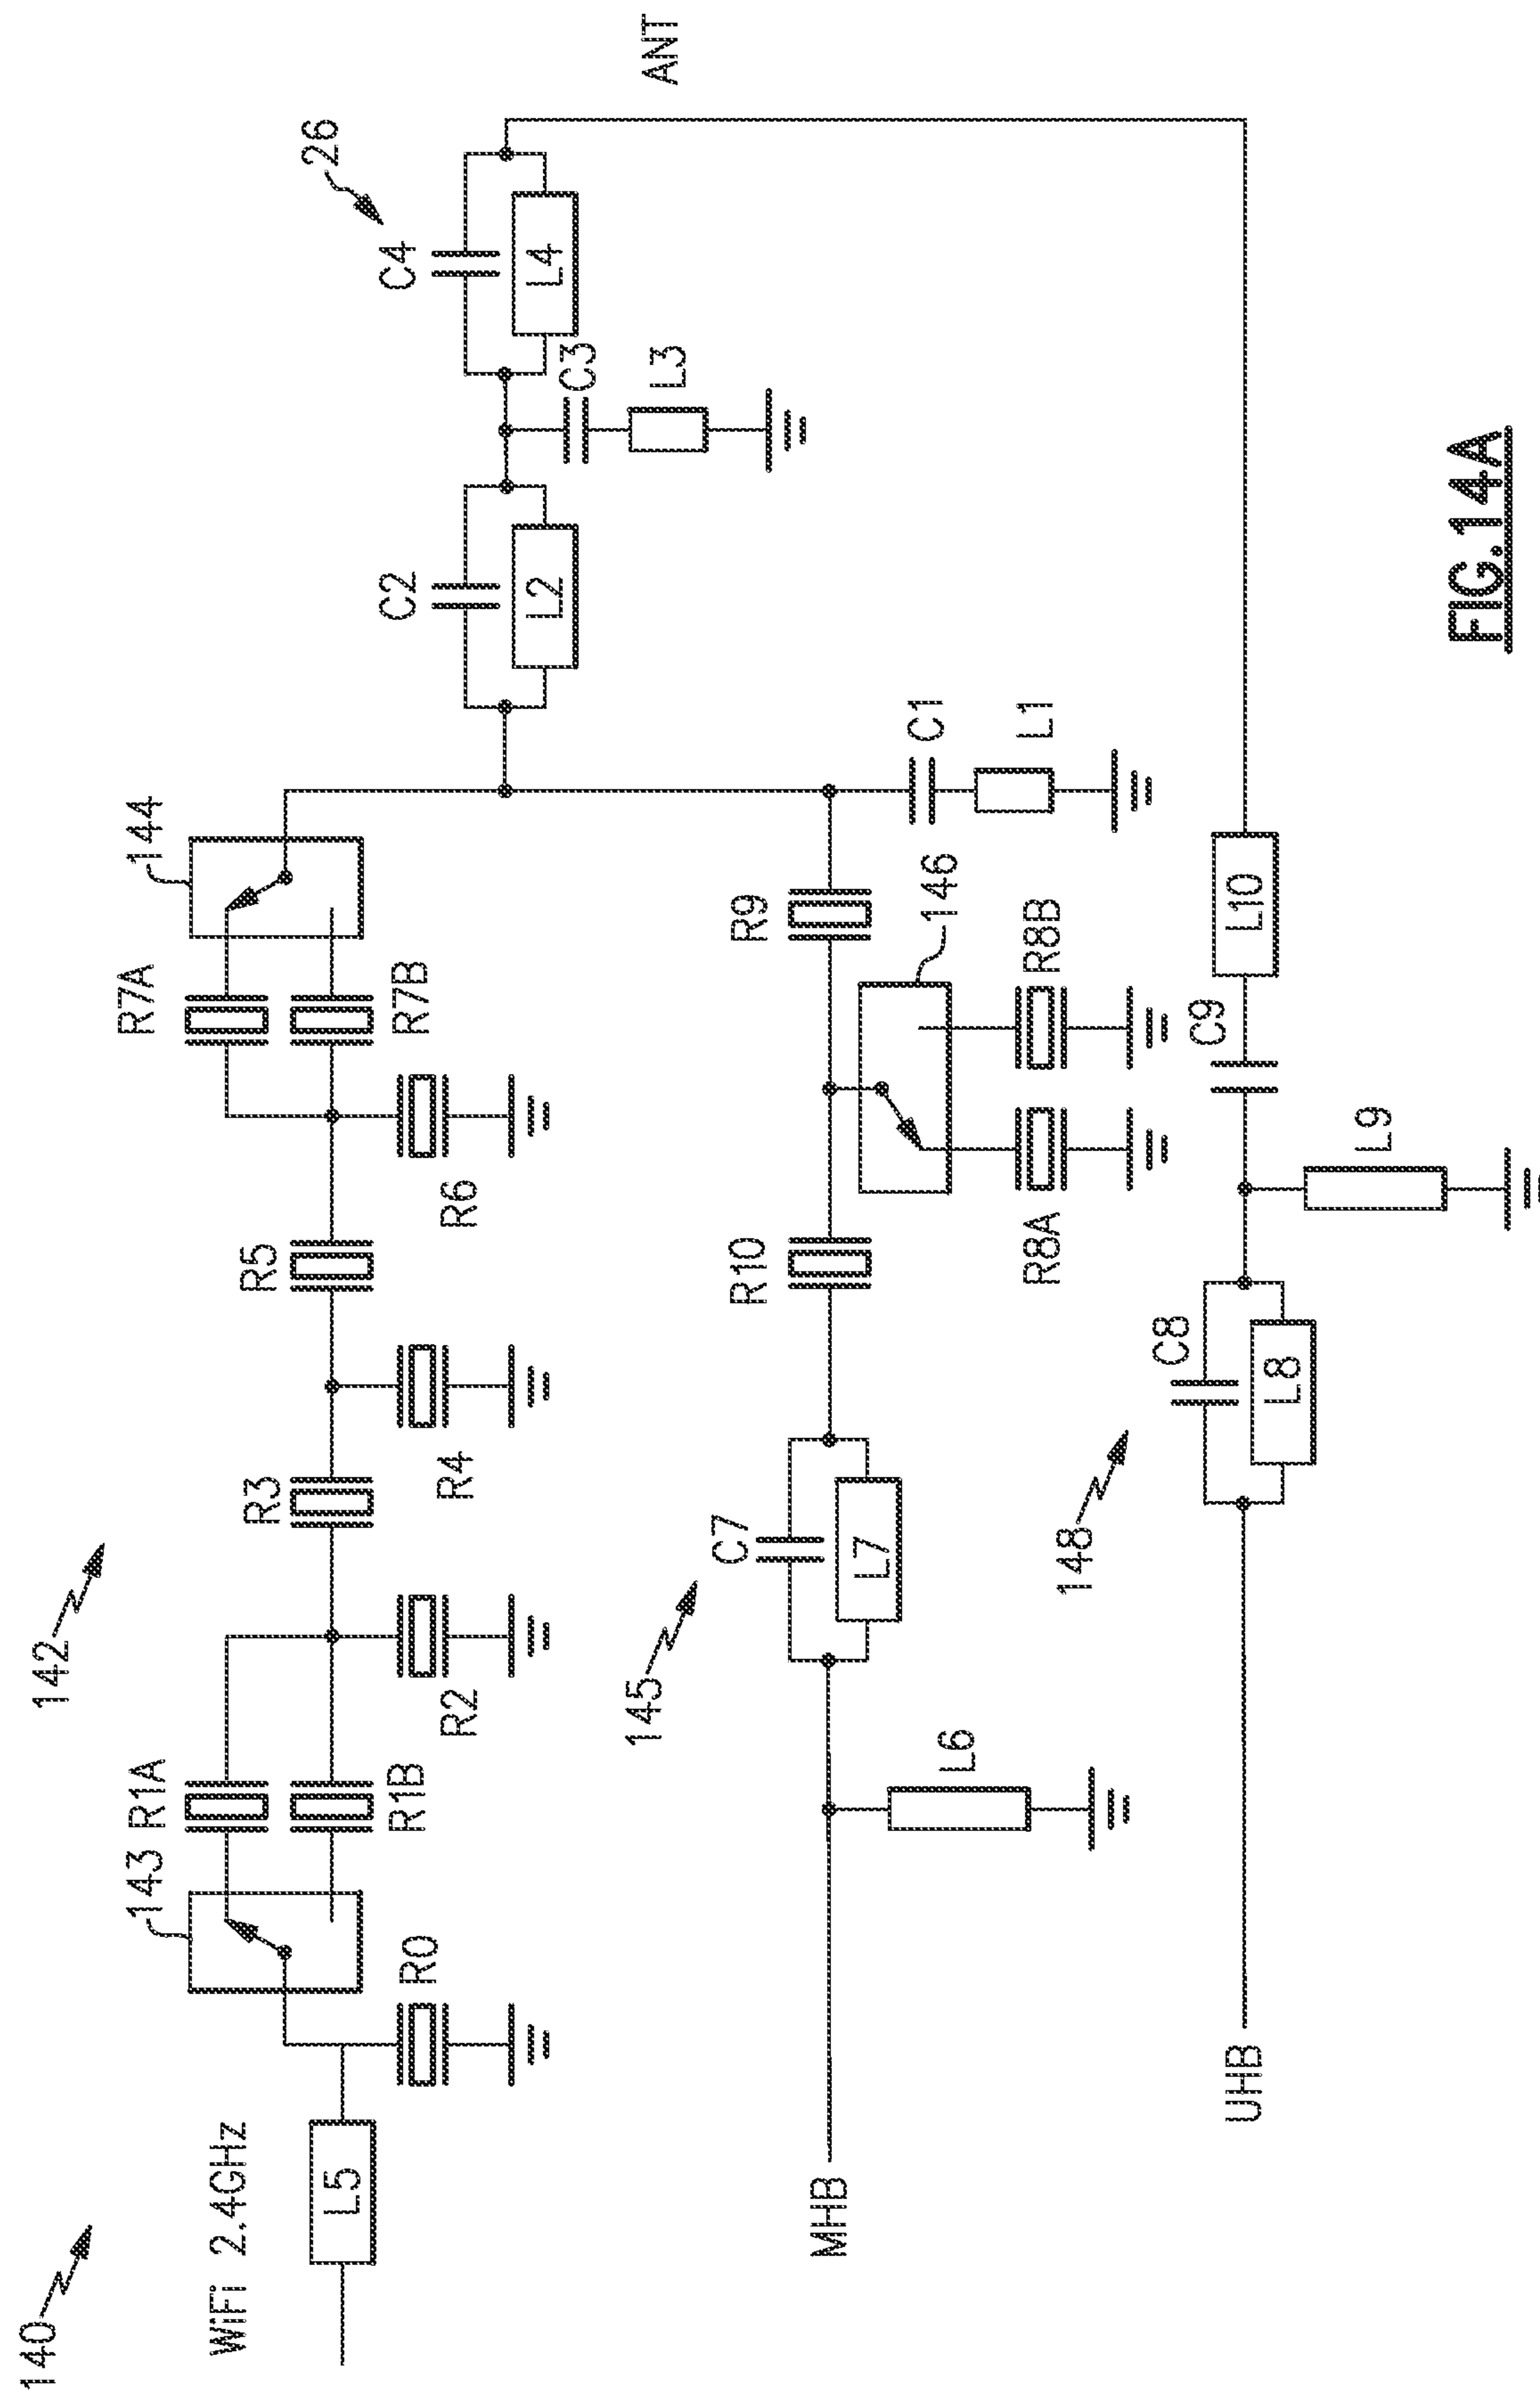 140
WiFi 2.4GHz
L5
R0
143
R1A
R1B
142
R2
R3
R4
R5
R6
R7A
R7B
144
C2
L2
C3
L3
C4
L4
26
ANT
MHB
L6
145
C7
L7
R10
R9
146
R8A
R8B
C1
L1
UHB
148
C8
L8
L9
C9
L10
FIG.14A